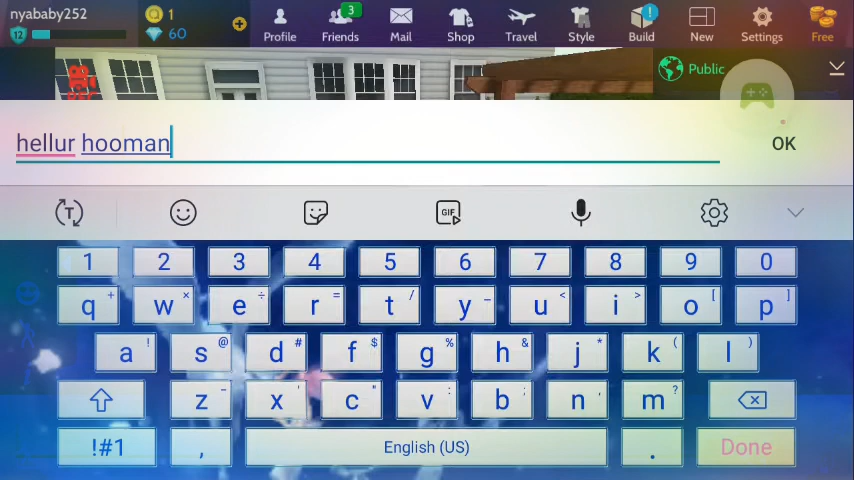 nyababy252
12
1
60
Profile
3
Friends
Mail
Shop
Travel
Style
!
Build
New
Settings
Free
Public
hellur hooman
OK
T
GIF
1 2 3 4 5 6 7 8 9 0
q + w × e ÷ r = t / y _ u < i > o [ p ]
a ! s @ d # f $ g % h & j * k ( l )
z - x ' c " v : b ; n , m ?
!#1 , English (US) . Done